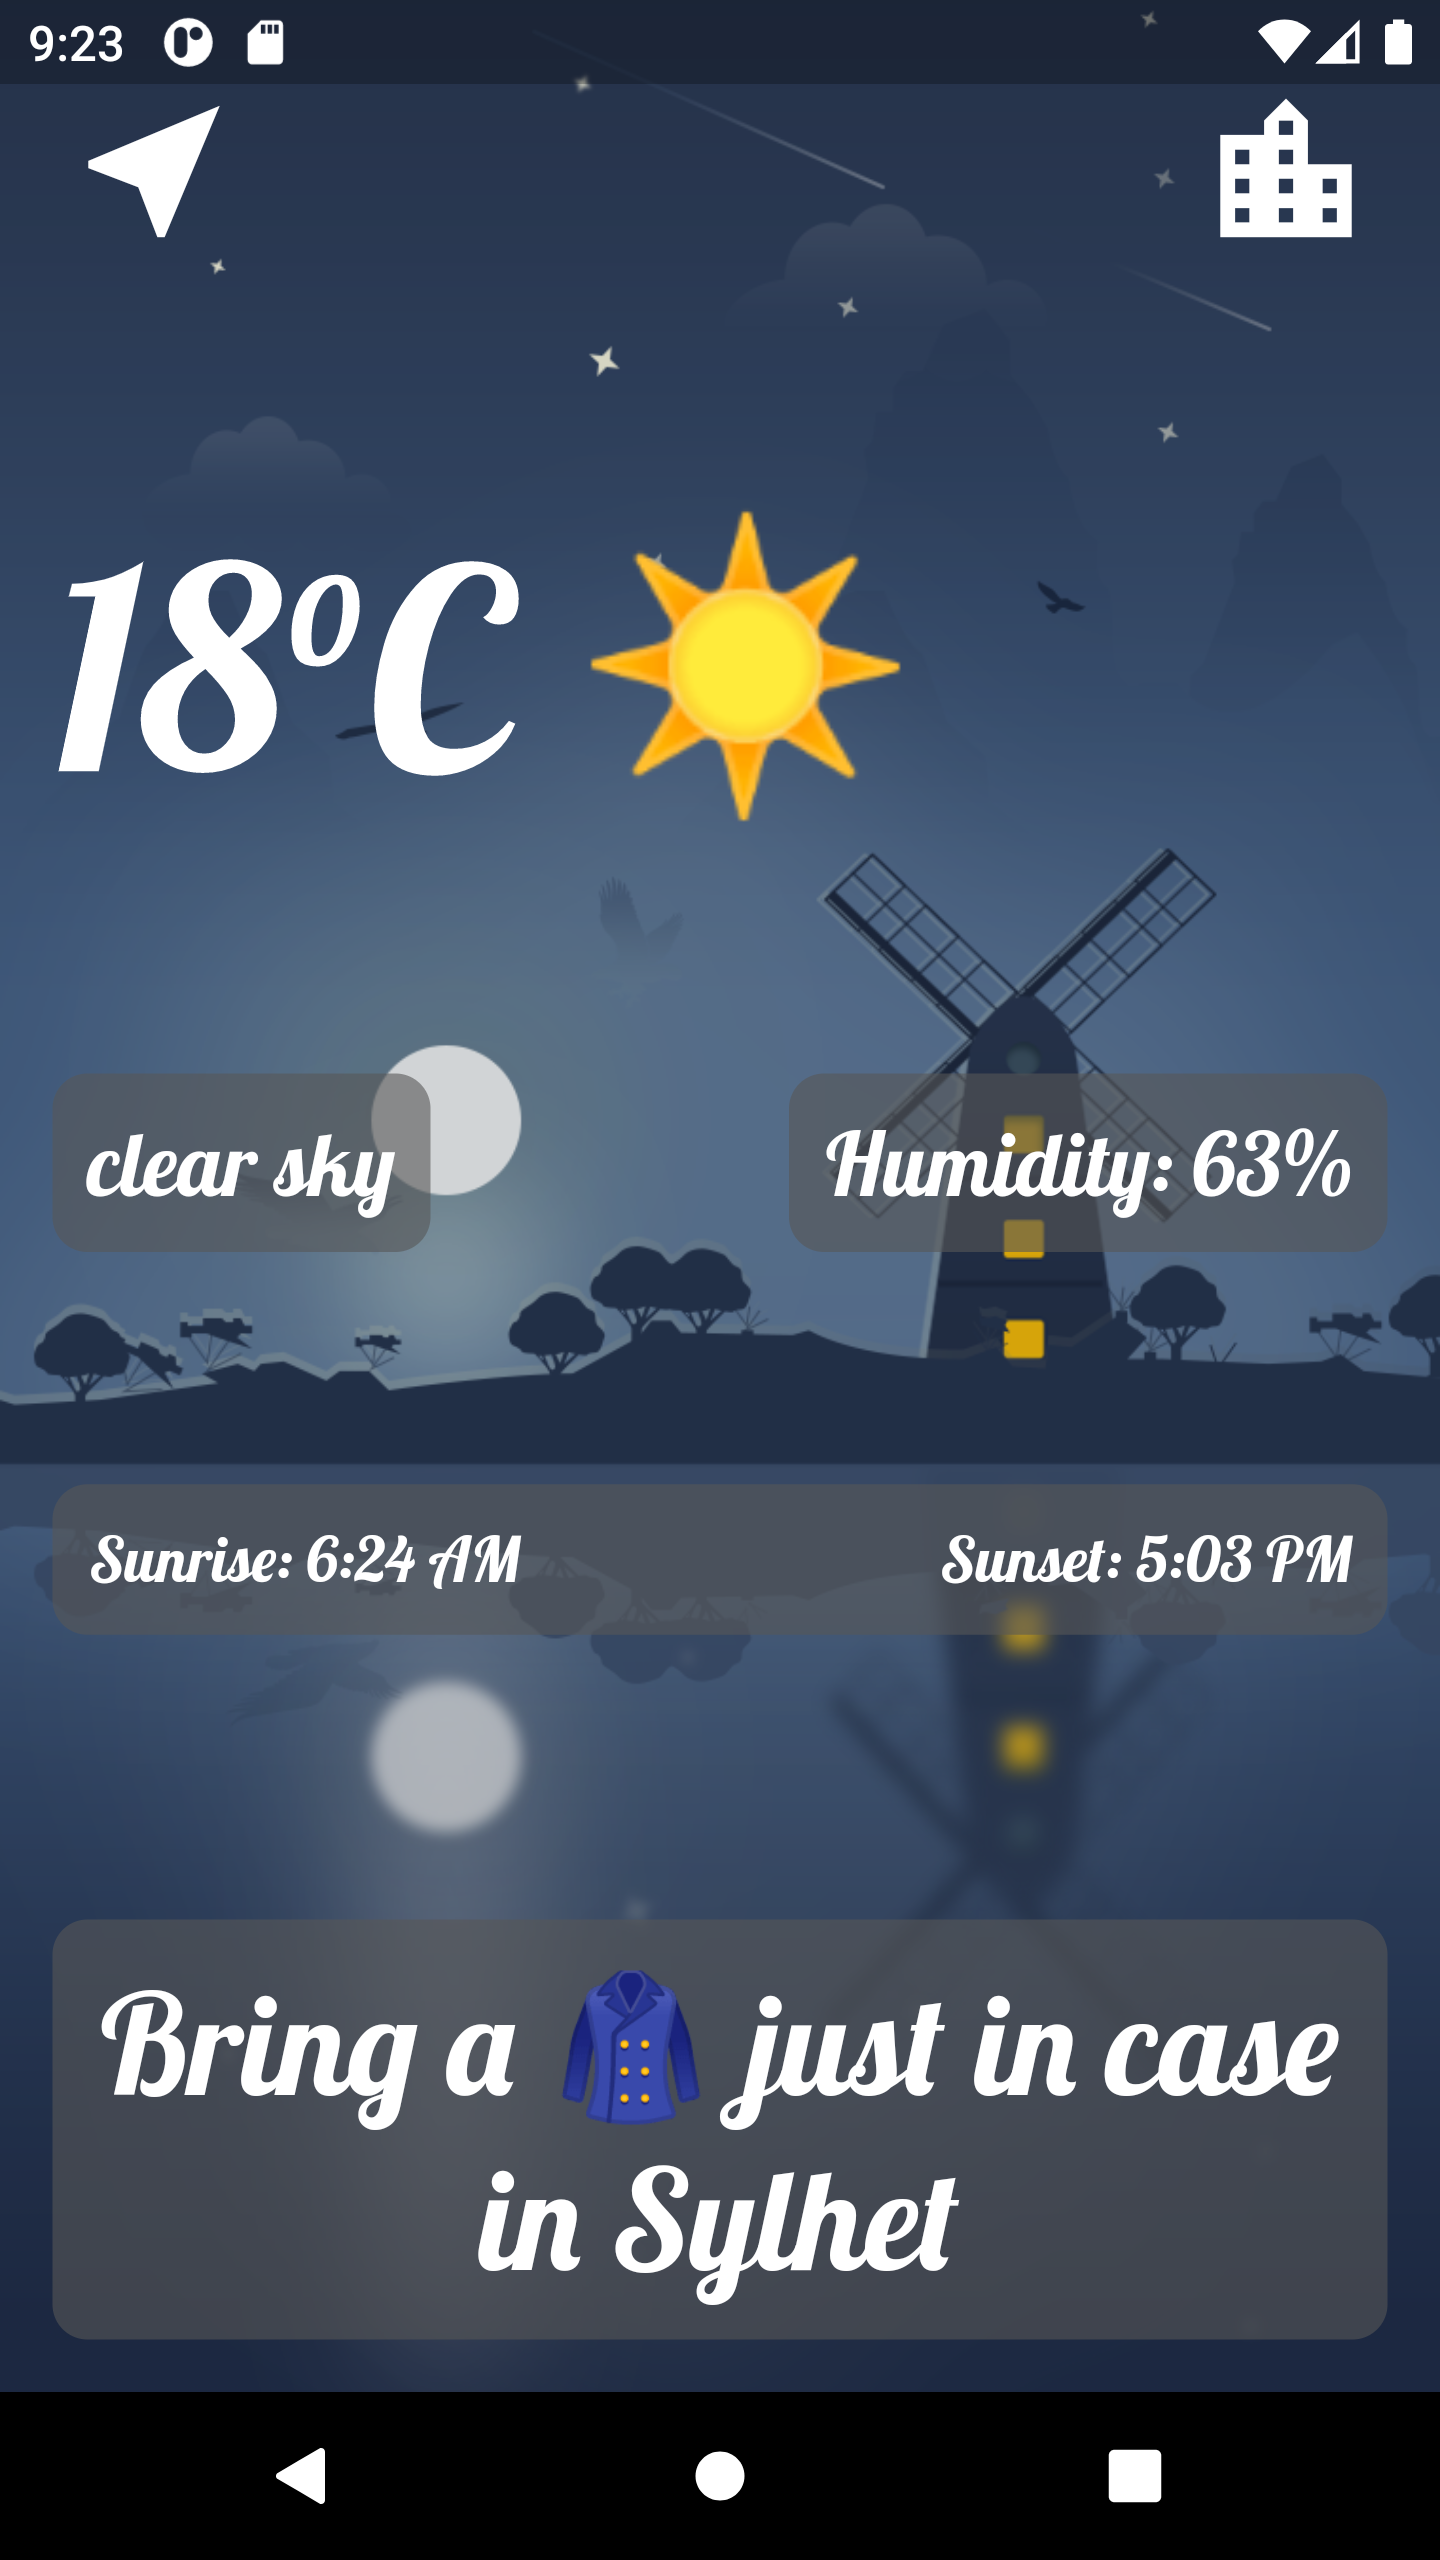 9:23
18°C ☀️
clear sky
Humidity: 63%
Sunrise: 6:24 AM
Sunset: 5:03 PM
Bring a 🧥 just in case
in Sylhet